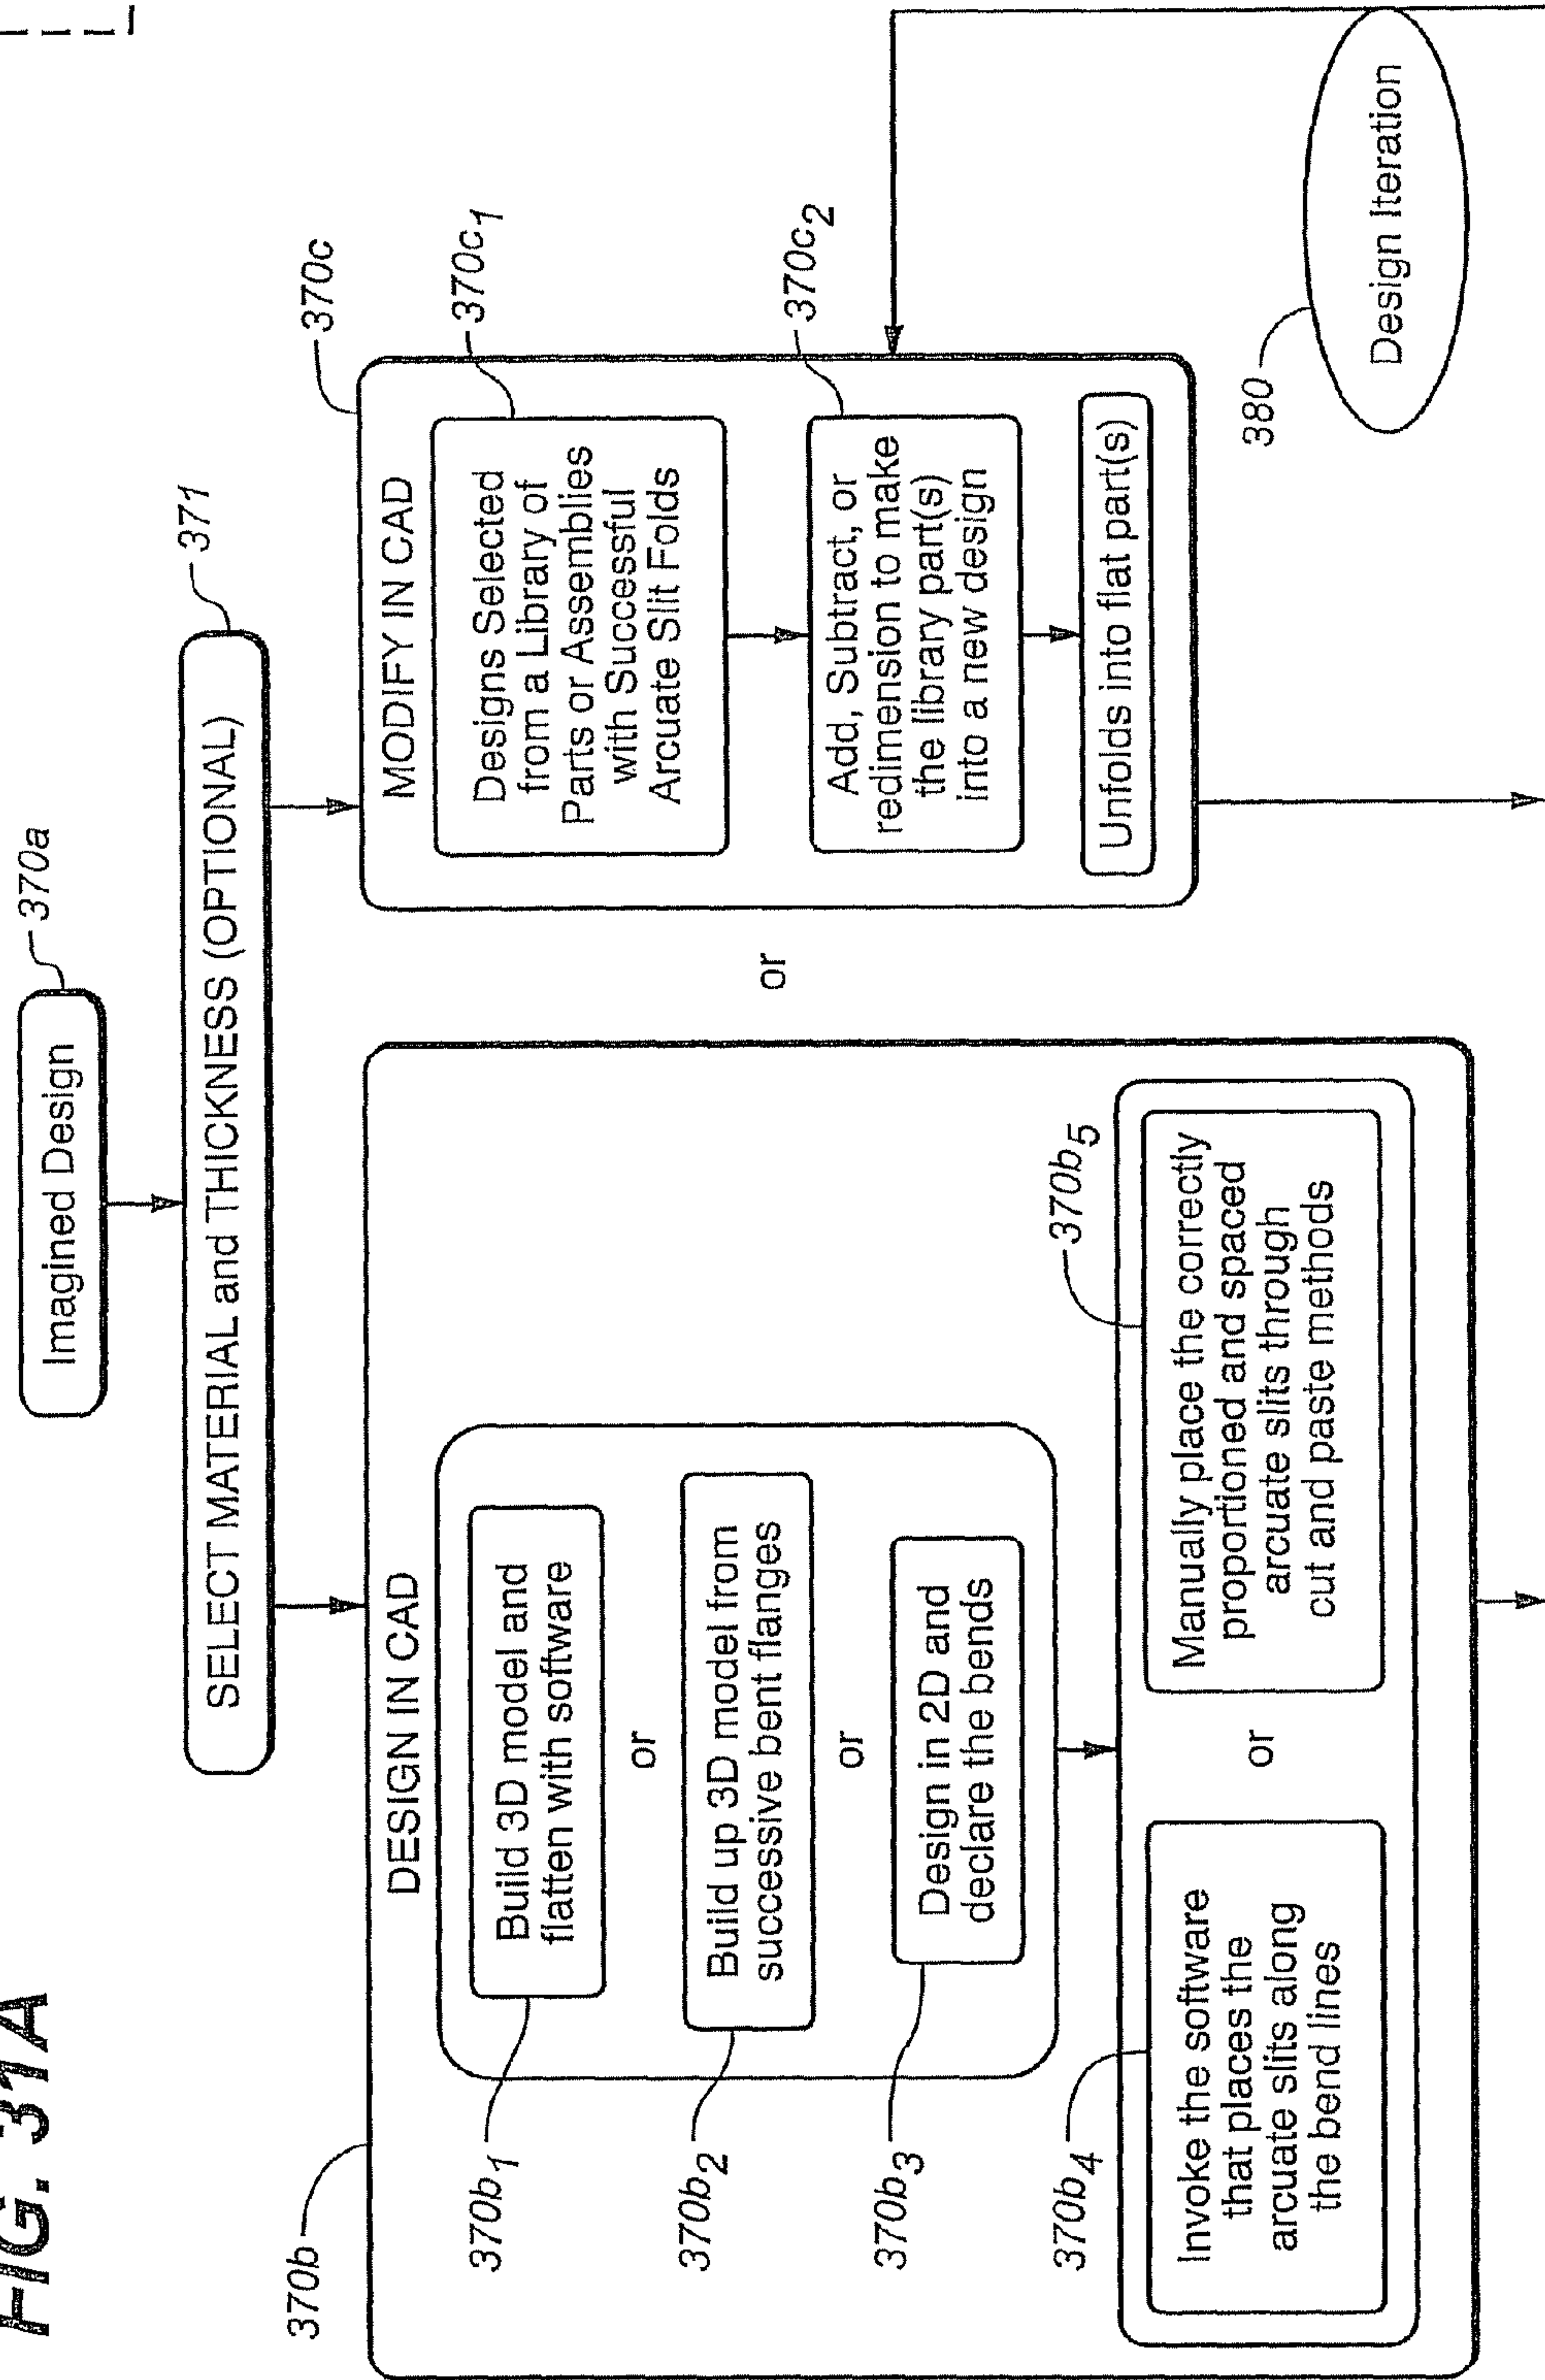 FIG. 31A
Imagined Design
370a
SELECT MATERIAL and THICKNESS (OPTIONAL)
371
370b
DESIGN IN CAD
370b1
Build 3D model and
flatten with software
or
370b2
Build up 3D model from
successive bent flanges
or
370b3
Design in 2D and
declare the bends
370b4
Invoke the software
that places the
arcuate slits along
the bend lines
or
370b5
Manually place the correctly
proportioned and spaced
arcuate slits through
cut and paste methods
or
370c
MODIFY IN CAD
370c1
Designs Selected
from a Library of
Parts or Assemblies
with Successful
Arcuate Slit Folds
370c2
Add, Subtract, or
redimension to make
the library part(s)
into a new design
Unfolds into flat part(s)
380
Design Iteration